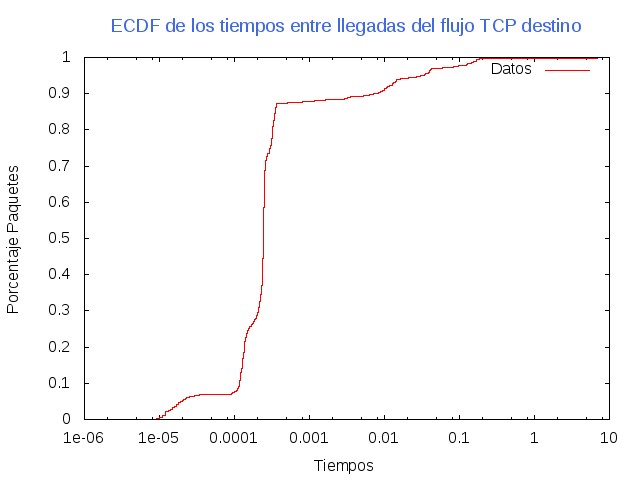 ECDF de los tiempos entre llegadas del flujo TCP destino
Datos
Porcentaje Paquetes
1
0.9
0.8
0.7
0.6
0.5
0.4
0.3
0.2
0.1
0
1e-06 1e-05 0.0001 0.001 0.01 0.1 1 10
Tiempos